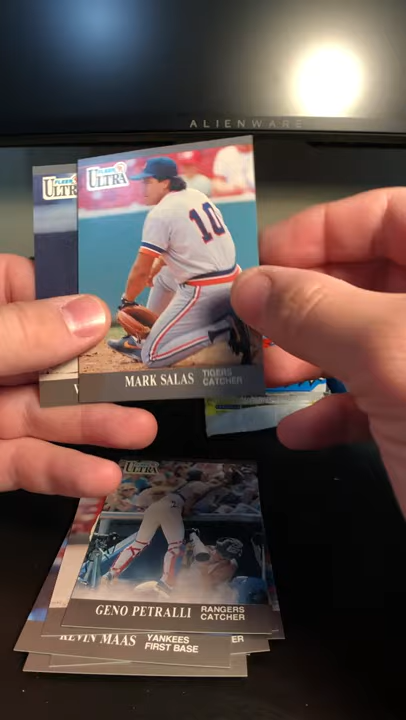 ALIENWARE
FLEER
ULTRA
FLEER
ULTRA
10
MARK SALAS TIGERS
CATCHER
ULTRA
GENO PETRALLI RANGERS
CATCHER
KEVIN MAAS YANKEES
FIRST BASE
ER